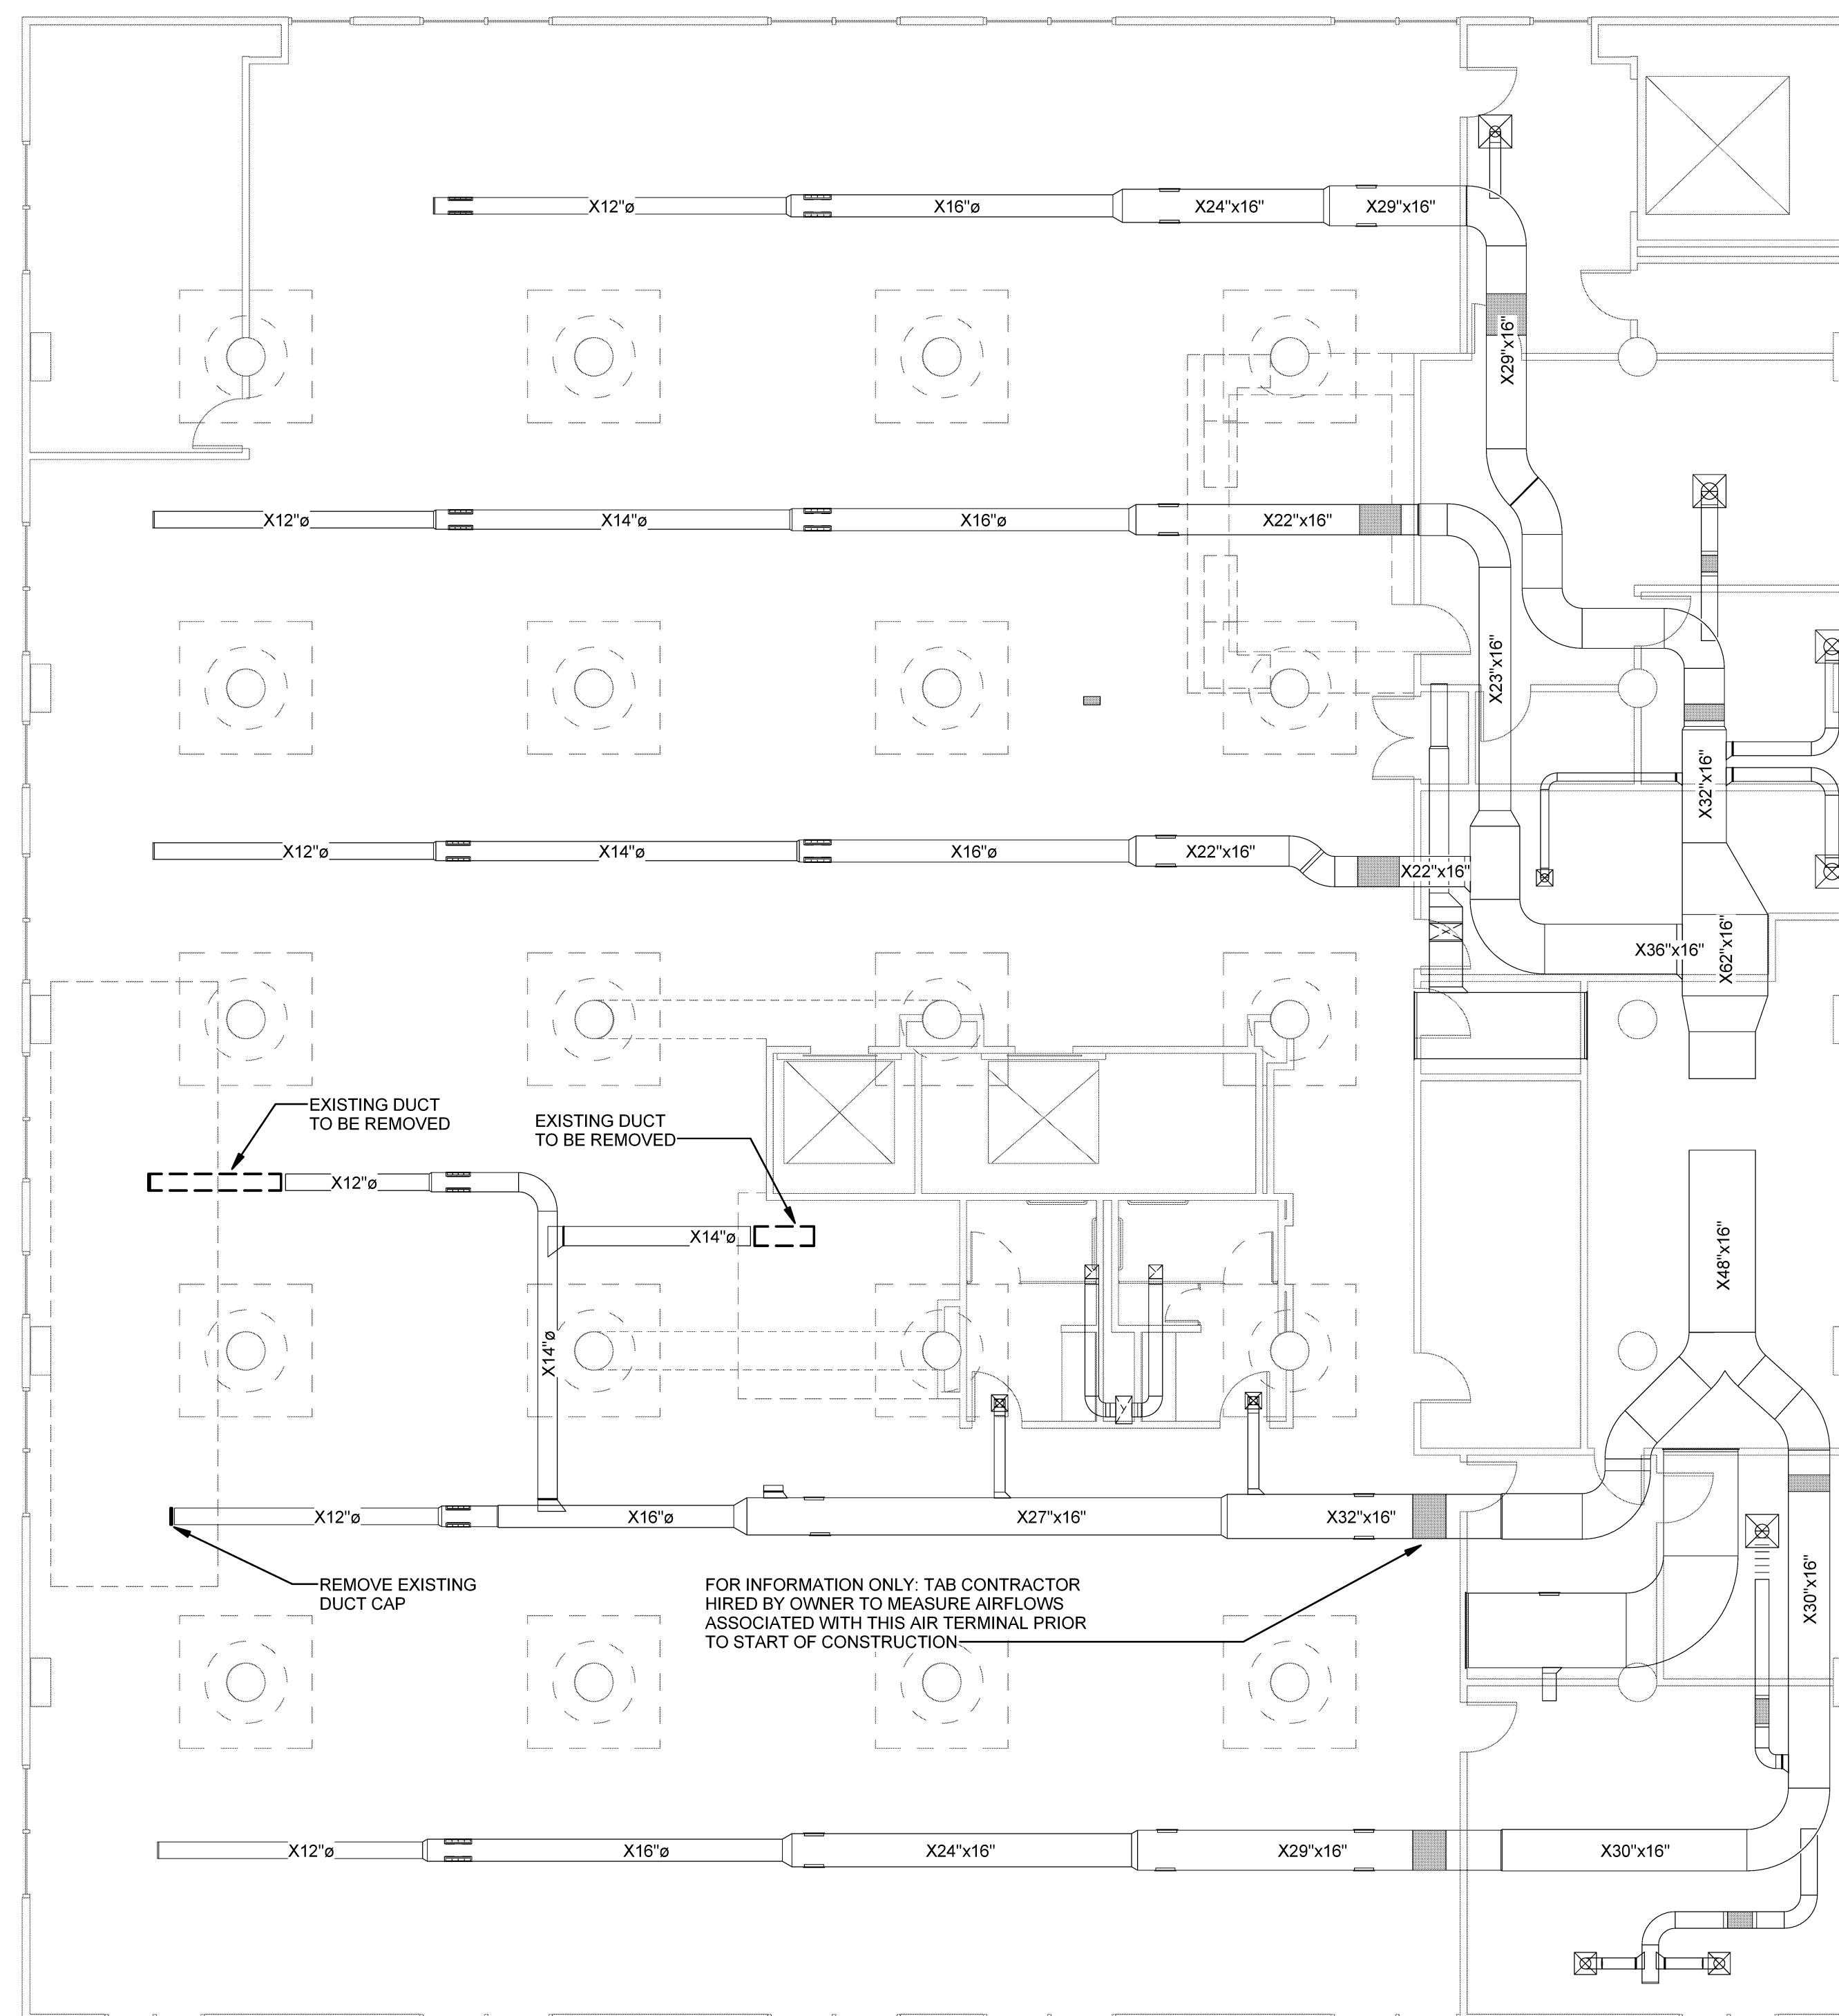 X12"ø
X16"ø
X24"x16"
X29"x16"
X29"x16"
X12"ø
X14"ø
X16"ø
X22"x16"
X23"x16"
X32"x16"
X12"ø
X14"ø
X16"ø
X22"x16"
X22"x16"
X36"x16"
X62"x16"
EXISTING DUCT
TO BE REMOVED
EXISTING DUCT
TO BE REMOVED
X12"ø
X14"ø
X48"x16"
X14"ø
X12"ø
X16"ø
X27"x16"
X32"x16"
REMOVE EXISTING
DUCT CAP
FOR INFORMATION ONLY: TAB CONTRACTOR
HIRED BY OWNER TO MEASURE AIRFLOWS
ASSOCIATED WITH THIS AIR TERMINAL PRIOR
TO START OF CONSTRUCTION
X30"x16"
X12"ø
X16"ø
X24"x16"
X29"x16"
X30"x16"